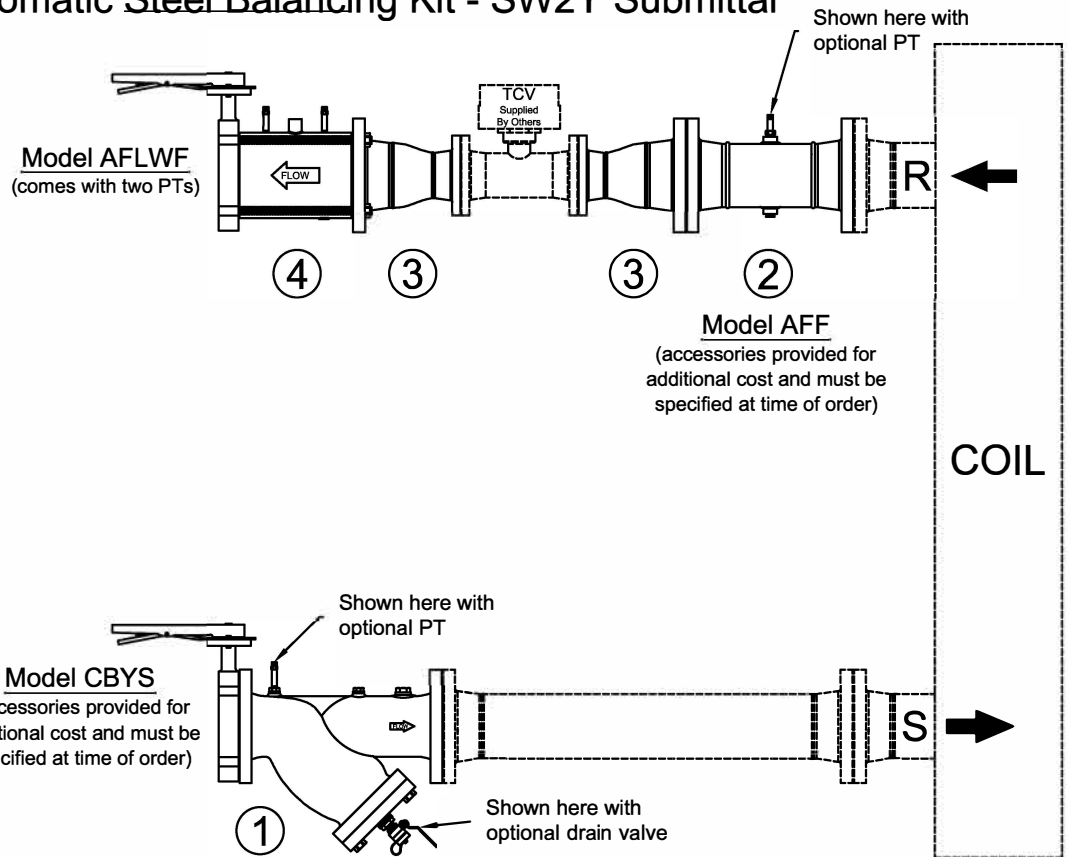 omatic Steel Balancing Kit - SW2Y Submittal
Shown here with
optional PT
TCV
Supplied
By Others
Model AFLWF
(comes with two PTs)
FLOW
R
4
3
3
2
Model AFF
(accessories provided for
additional cost and must be
specified at time of order)
COIL
Shown here with
optional PT
Model CBYS
ccessories provided for
tional cost and must be
cified at time of order)
FLOW
S
1
Shown here with
optional drain valve